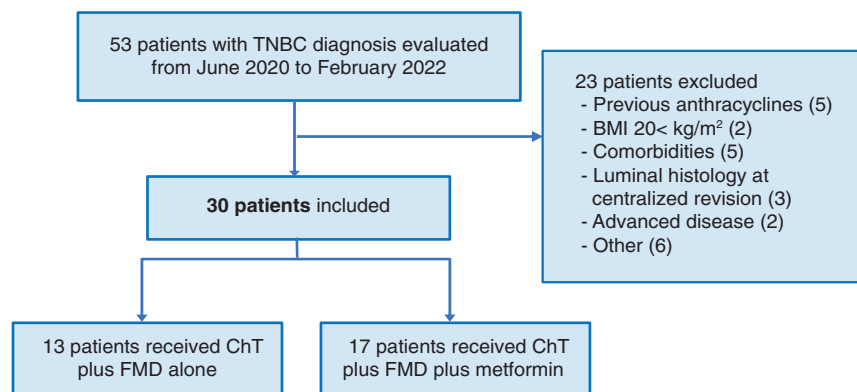 53 patients with TNBC diagnosis evaluated
from June 2020 to February 2022
23 patients excluded
- Previous anthracyclines (5)
- BMI 20< kg/m² (2)
- Comorbidities (5)
- Luminal histology at
centralized revision (3)
- Advanced disease (2)
- Other (6)
30 patients included
13 patients received ChT
plus FMD alone
17 patients received ChT
plus FMD plus metformin